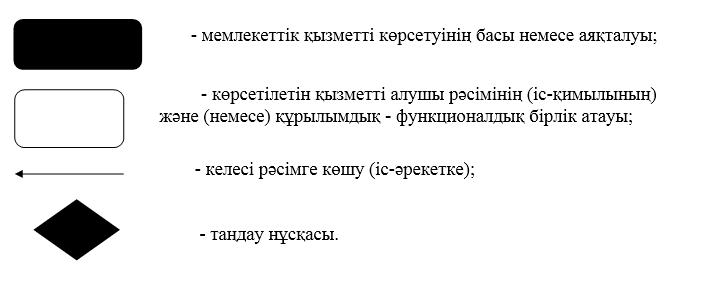 - мемлекеттік қызметті көрсетуінің басы немесе аяқталуы;
- көрсетілетін қызметті алушы рәсімінің (іс-қимылының)
және (немесе) құрылымдық - функционалдық бірлік атауы;
- келесі рәсімге көшу (іс-әрекетке);
- тандау нұсқасы.